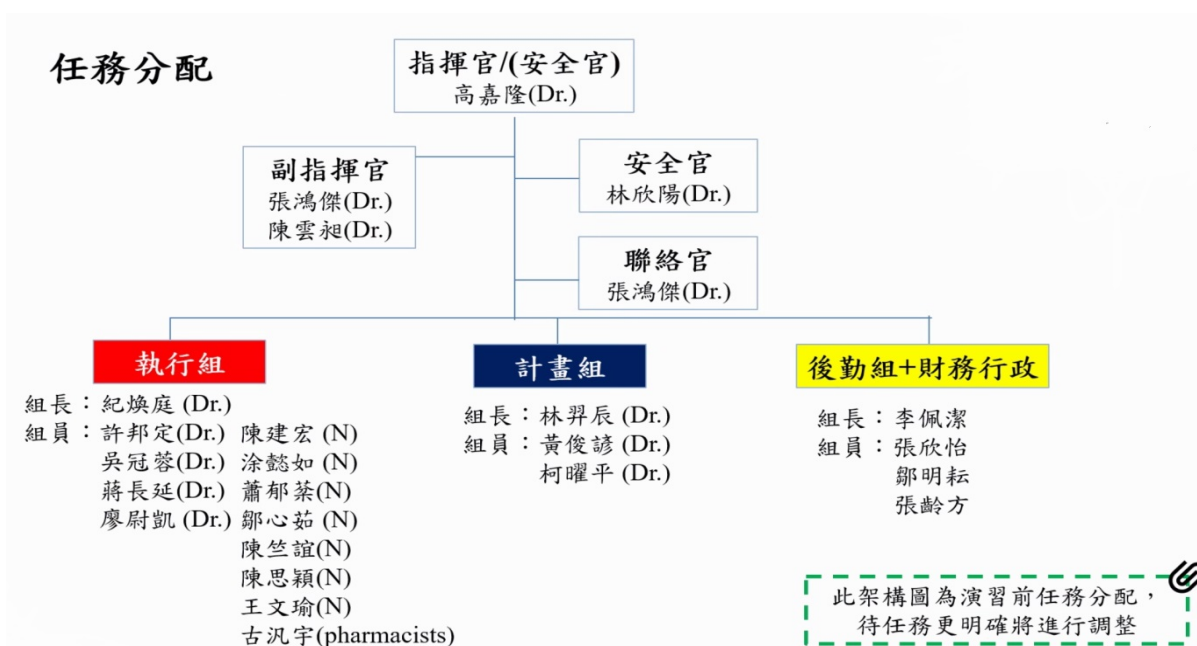 任務分配
指揮官/(安全官)
高嘉隆(Dr.)
副指揮官
張鴻傑(Dr.)
陳雲昶(Dr.)
安全官
林欣陽(Dr.)
聯絡官
張鴻傑(Dr.)
執行組
組長：紀煥庭 (Dr.)
組員：許邦定(Dr.) 陳建宏 (N)
吳冠蓉(Dr.) 涂懿如 (N)
蔣長延(Dr.) 蕭郁棻(N)
廖尉凱 (Dr.) 鄒心茹 (N)
陳竺誼(N)
陳思穎(N)
王文瑜(N)
古汎宇(pharmacists)
計畫組
組長：林羿辰 (Dr.)
組員：黃俊諺 (Dr.)
柯曜平 (Dr.)
後勤組+財務行政
組長：李佩潔
組員：張欣怡
鄒明耘
張齡方
此架構圖為演習前任務分配，
待任務更明確將進行調整